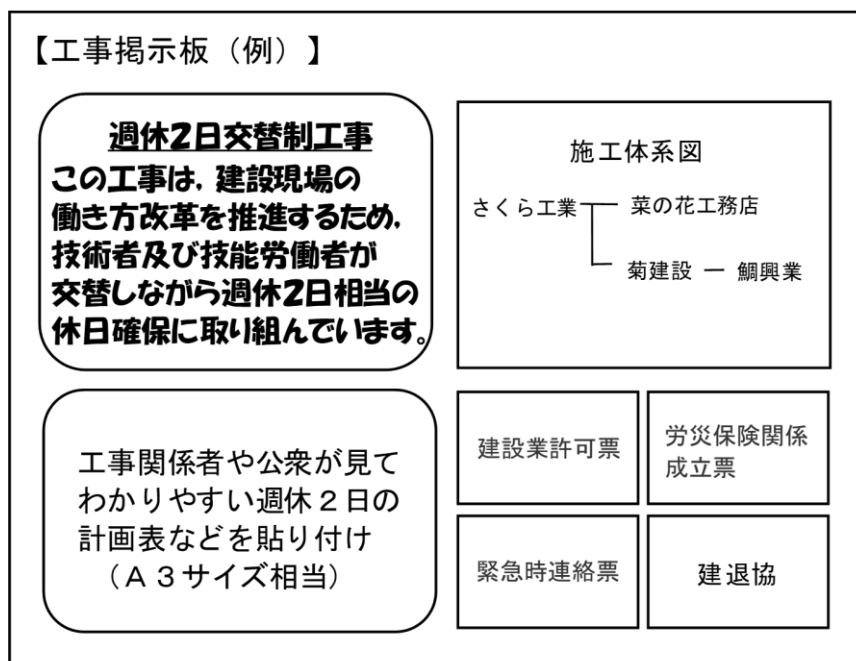 【工事掲示板（例）】
週休2日交替制工事
この工事は，建設現場の
働き方改革を推進するため，
技術者及び技能労働者が
交替しながら週休2日相当の
休日確保に取り組んでいます。
施工体系図
さくら工業
菜の花工務店
菊建設 ー 鯛興業
工事関係者や公衆が見て
わかりやすい週休２日の
計画表などを貼り付け
（Ａ３サイズ相当）
建設業許可票
労災保険関係
成立票
緊急時連絡票
建退協